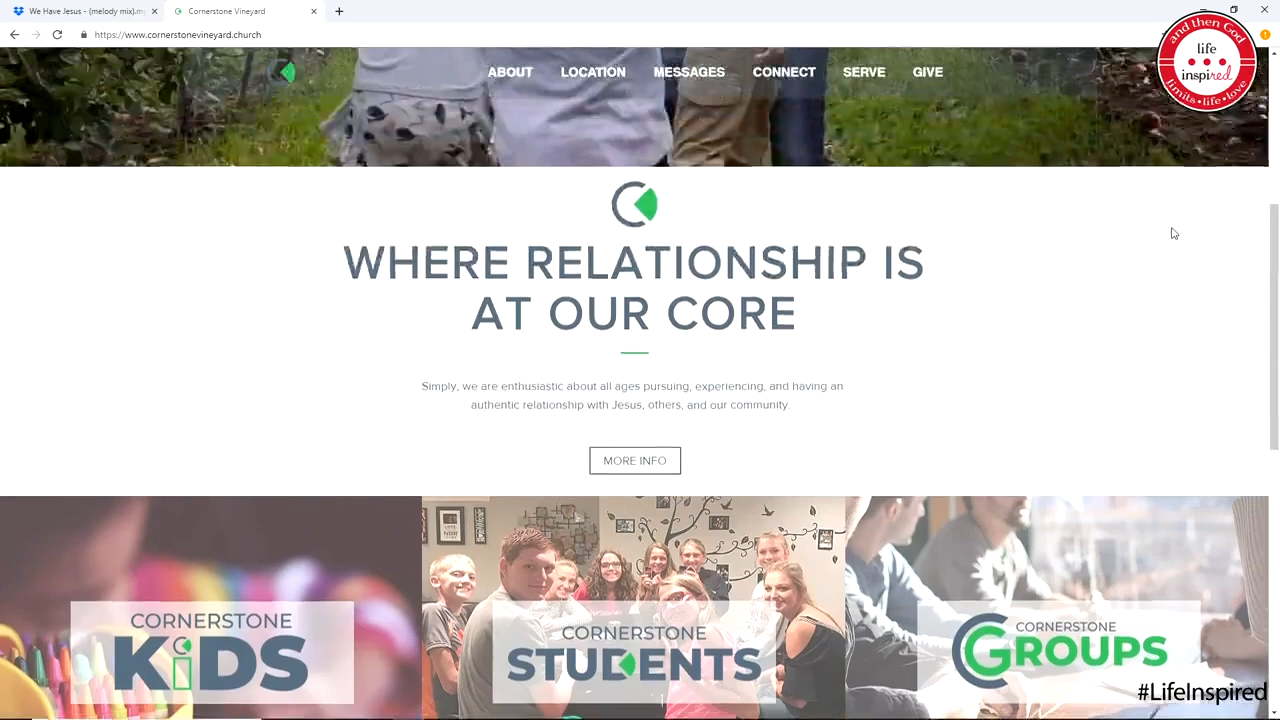 We Have Jesus - (melody mix).m
Cornerstone Vineyard
https://www.cornerstonevineyard.church
and then God
life
inspired
limits • life • love
ABOUT LOCATION MESSAGES CONNECT SERVE GIVE
WHERE RELATIONSHIP IS
AT OUR CORE
Simply, we are enthusiastic about all ages pursuing, experiencing, and having an
authentic relationship with Jesus, others, and our community.
MORE INFO
CORNERSTONE
KiDS
CORNERSTONE
STUDENTS
CORNERSTONE
GROUPS
#LifeInspired